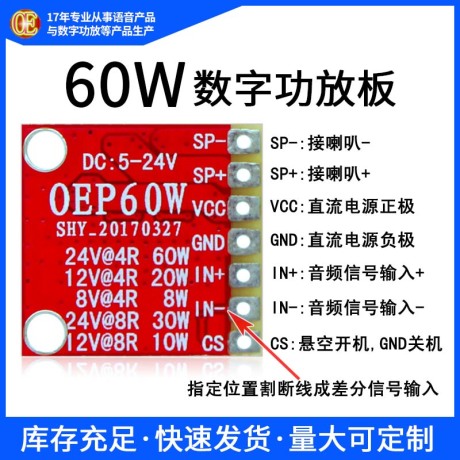 OE
17年专业从事语音产品
与数字功放等产品生产
60W数字功放板
DC:5-24V
OEP60W
SHY_20170327
24V@4R 60W
12V@4R 20W
8V@4R 8W
24V@8R 30W
12V@8R 10W
SP-
SP+
VCC
GND
IN+
IN-
CS
SP-:接喇叭-
SP+:接喇叭+
VCC:直流电源正极
GND:直流电源负极
IN+:音频信号输入+
IN-:音频信号输入-
CS:悬空开机,GND关机
指定位置割断线成差分信号输入
库存充足·快速发货·量大可定制